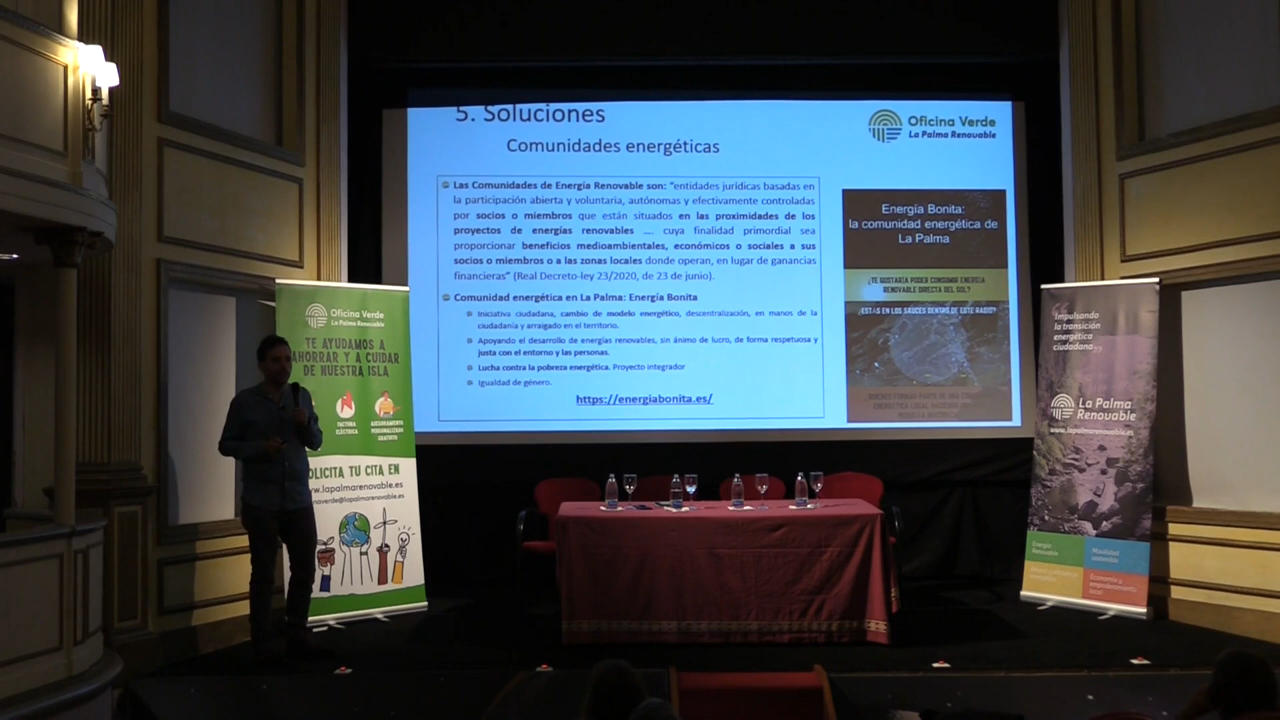 5. Soluciones
Comunidades energéticas
Oficina Verde
La Palma Renovable
Las Comunidades de Energía Renovable son: "entidades jurídicas basadas en
la participación abierta y voluntaria, autónomas y efectivamente controladas
por socios o miembros que están situados en las proximidades de los
proyectos de energías renovables .... cuya finalidad primordial sea
proporcionar beneficios medioambientales, económicos o sociales a sus
socios o miembros o a las zonas locales donde operan, en lugar de ganancias
financieras" (Real Decreto-ley 23/2020, de 23 de junio).
Comunidad energética en La Palma: Energía Bonita
Iniciativa ciudadana, cambio de modelo energético, descentralización, en manos de la
ciudadanía y arraigado en el territorio.
Apoyando el desarrollo de energías renovables, sin ánimo de lucro, de forma respetuosa y
justa con el entorno y las personas.
Lucha contra la pobreza energética. Proyecto integrador
Igualdad de género.
https://energiabonita.es/
Energía Bonita:
la comunidad energética de
La Palma
¿TE GUSTARÍA PODER CONSUMIR ENERGÍA
RENOVABLE DIRECTA DEL SOL?
¿ESTÁS EN LOS SAUCES DENTRO DE ESTE RADIO?
Oficina Verde
La Palma Renovable
TE AYUDAMOS A
AHORRAR Y A CUIDAR
DE NUESTRA ISLA
FACTURA
ELÉCTRICA
ASESORAMIENTO
PERSONALIZADO
GRATUITO
OLICITA TU CITA EN
ww.lapalmarenovable.es
naverde@lapalmarenovable.es
"Impulsando
la transición
energética
ciudadana"
La Palma
Renovable
www.lapalmarenovable.es
Energía
Renovable
Movilidad
sostenible
Economía y
empoderamiento
local